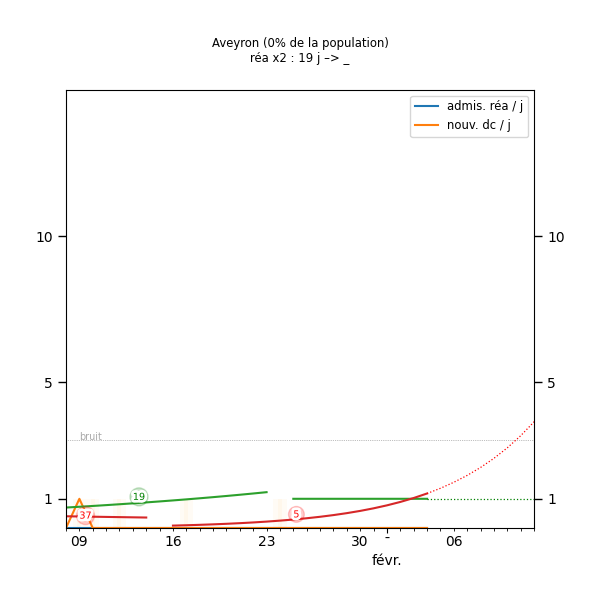 Aveyron (0% de la population)
réa x2 : 19 j –> _
admis. réa / j
nouv. dc / j
10
10
5
5
bruit
1
1
19
37
5
09
16
23
30
-
06
févr.